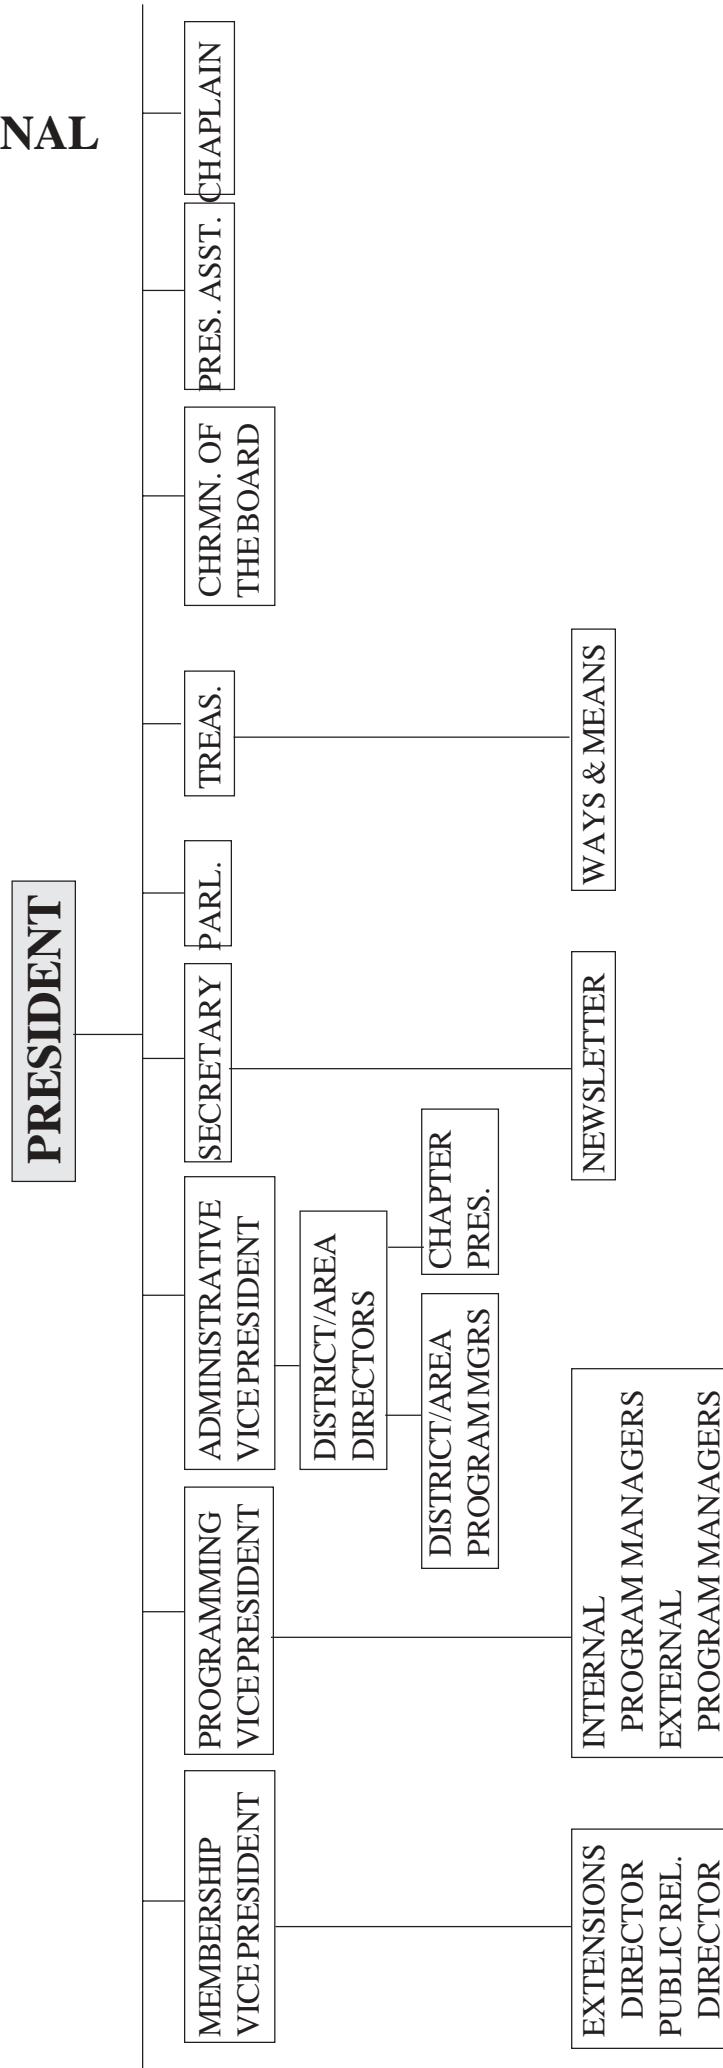 NAL
PRESIDENT
MEMBERSHIP
VICE PRESIDENT
PROGRAMMING
VICE PRESIDENT
ADMINISTRATIVE
VICE PRESIDENT
SECRETARY
PARL.
TREAS.
CHRMN. OF
THE BOARD
PRES. ASST.
CHAPLAIN
DISTRICT/AREA
DIRECTORS
DISTRICT/AREA
PROGRAM MGRS
CHAPTER
PRES.
EXTENSIONS
DIRECTOR
PUBLIC REL.
DIRECTOR
INTERNAL
PROGRAM MANAGERS
EXTERNAL
PROGRAM MANAGERS
NEWSLETTER
WAYS & MEANS